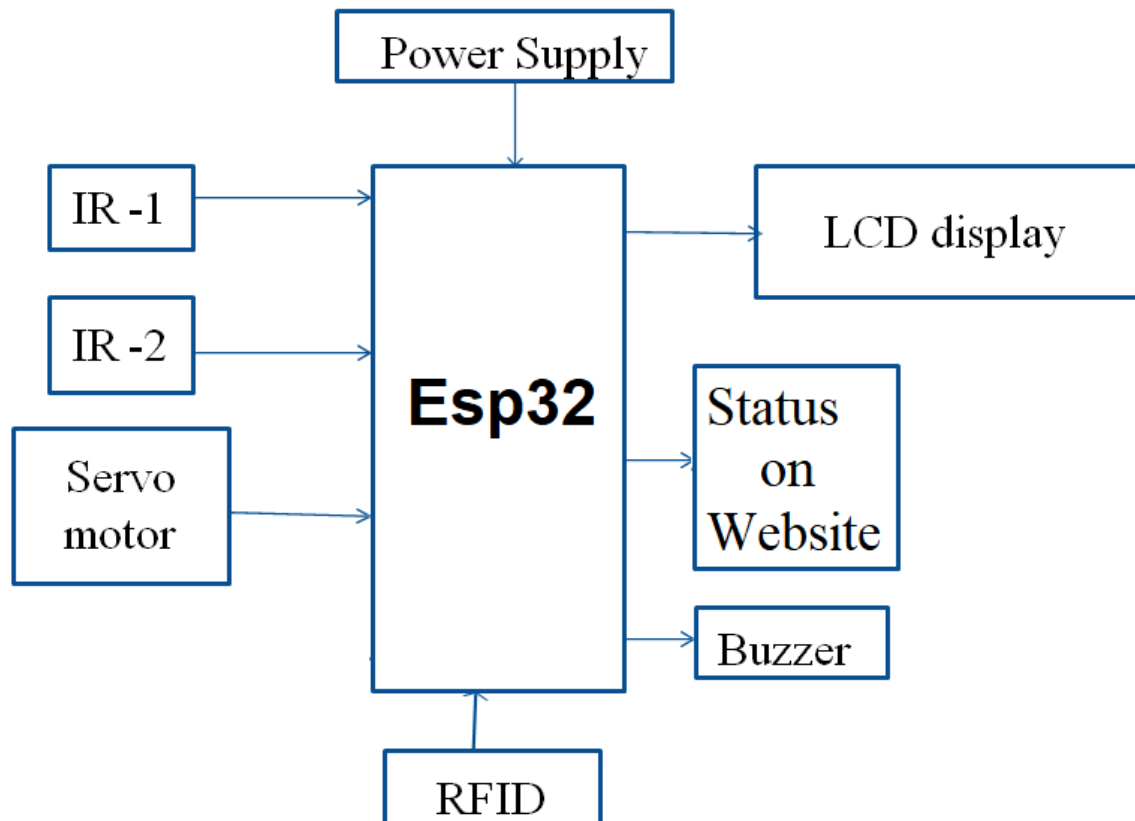 Power Supply
IR -1
LCD display
IR -2
Esp32
Status
on
Website
Servo
motor
Buzzer
RFID